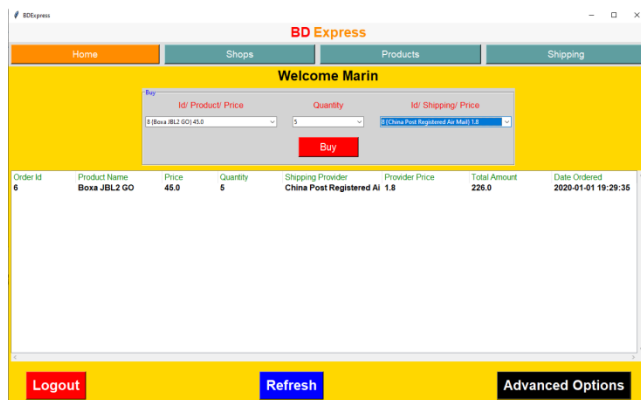 BDExpress
BD Express
Home Shops Products Shipping
Welcome Marin
Buy
Id/ Product/ Price Quantity Id/ Shipping/ Price
8 (Boxa JBL2 GO) 45.0 5 8 (China Post Registered Air Mail) 1.8
Buy
Order Id Product Name Price Quantity Shipping Provider Provider Price Total Amount Date Ordered
6 Boxa JBL2 GO 45.0 5 China Post Registered Ai 1.8 226.0 2020-01-01 19:29:35
Logout Refresh Advanced Options